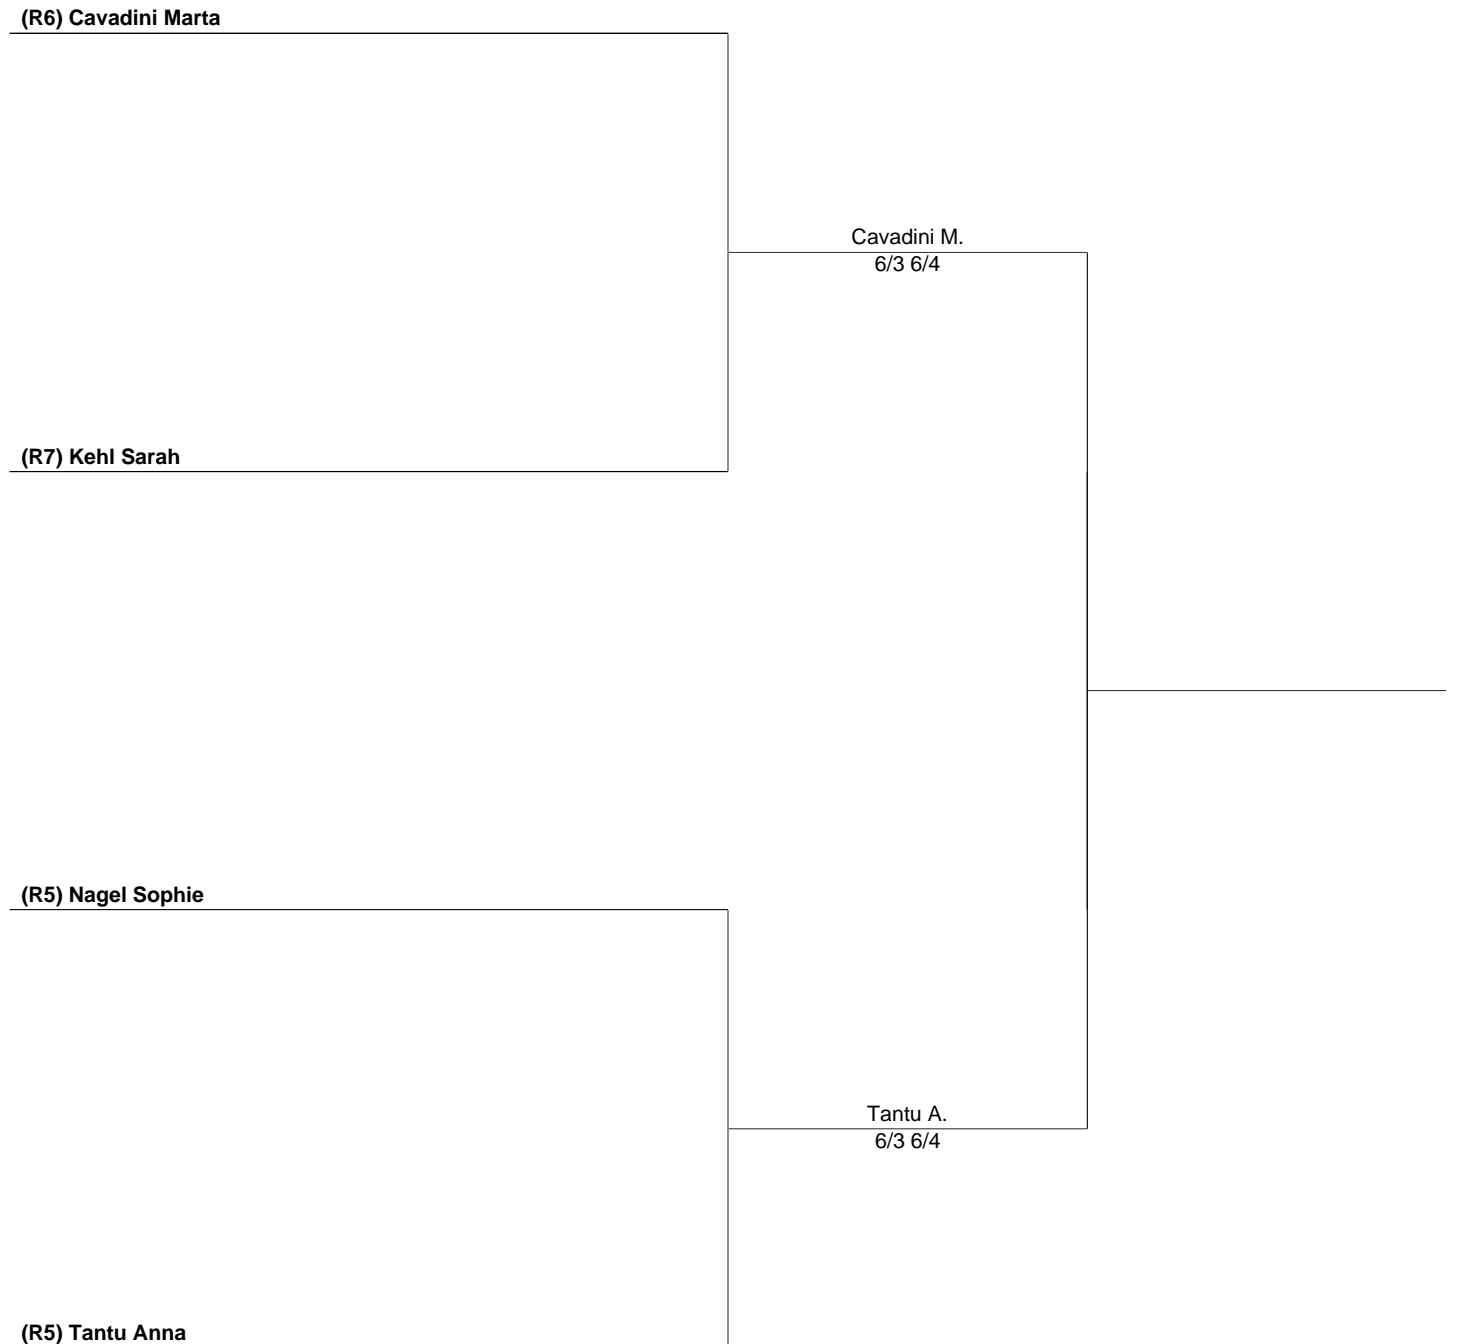 (R6) Cavadini Marta
Cavadini M.
6/3 6/4
(R7) Kehl Sarah
(R5) Nagel Sophie
Tantu A.
6/3 6/4
(R5) Tantu Anna